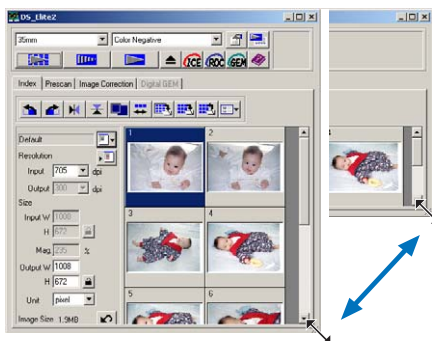 DS_Elite2
35mm Color Negative
ICE ROC GEM
Index Prescan Image Correction Digital GEM
Default
Resolution
Input 705 dpi
Output 300 dpi
Size
Input W 1008
H 672
Mag. 235 %
Output W 1008
H 672
Unit pixel
Image Size 1.9MB
1 2
3 4
5 6